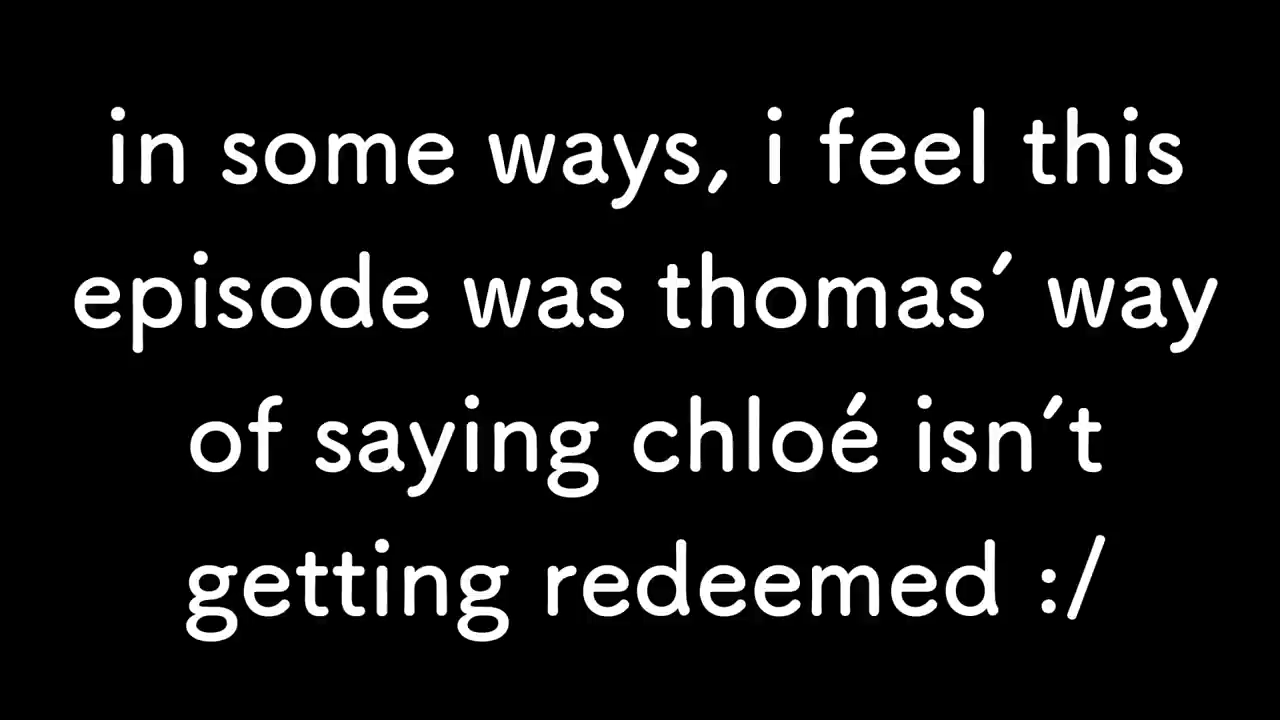 in some ways, i feel this
episode was thomas´ way
of saying chloé isn´t
getting redeemed :/